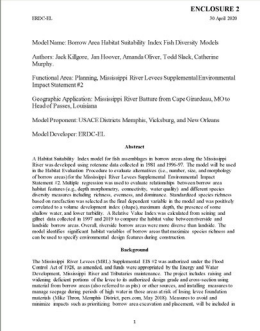 ENCLOSURE 2
ERDC-EL
30 April 2020
Model Name: Borrow Area Habitat Suitability Index Fish Diversity Models
Authors: Jack Killgore, Jan Hoover, Amanda Oliver, Todd Slack, Catherine
Murphy.
Functional Area: Planning, Mississippi River Levees Supplemental Environmental
Impact Statement #2
Geographic Application: Mississippi River Batture from Cape Girardeau, MO to
Head of Passes, Louisiana
Model Proponent: USACE Districts Memphis, Vicksburg, and New Orleans
Model Developer: ERDC-EL
Abstract
A Habitat Suitability Index model for fish assemblages in borrow areas along the Mississippi
River was developed using rotenone data collected in 1981 and 1996-97. The model will be used
in the Habitat Evaluation Procedure to evaluate alternatives (i.e., number, size, and morphology
of borrow areas) for the Mississippi River Levees Supplemental Environmental Impact
Statement #2. Multiple regression was used to evaluate relationships between borrow area
habitat features (e.g., depth morphometry, connectivity, water quality) and different species
diversity measures including richness, evenness, and dominance. Standardized species richness
based on rarefaction was selected as the final dependent variable in the model and was positively
correlated to a volume development index (shape), maximum depth, the presence of some
shallow water, and lower turbidity. A Relative Value Index was calculated from seining and
gillnet data collected in 1997 and 2019 to compare the habitat value between riverside and
landside borrow areas. Overall, riverside borrow areas were more diverse than landside. The
model identifies significant habitat variables of borrow areas that maximize species richness and
can be used to specify environmental design features during construction.
Background
The Mississippi River Levees (MRL) Supplemental EIS #2 was authorized under the Flood
Control Act of 1928, as amended, and funds were appropriated by the Energy and Water
Development, Mississippi River and Tributaries maintenance. The project includes raising and
widening deficient portions of the levee to its authorized design grade and cross-section using
material from borrow areas (also referred to as pits) or other sources, and installing measures to
manage seepage during periods of high water in those areas at risk of losing levee foundation
materials (Mike Thron, Memphis District, pers.com, May 2018). Measures to avoid and
minimize impacts such as prioritizing borrow area excavation and placement, will be included in
1